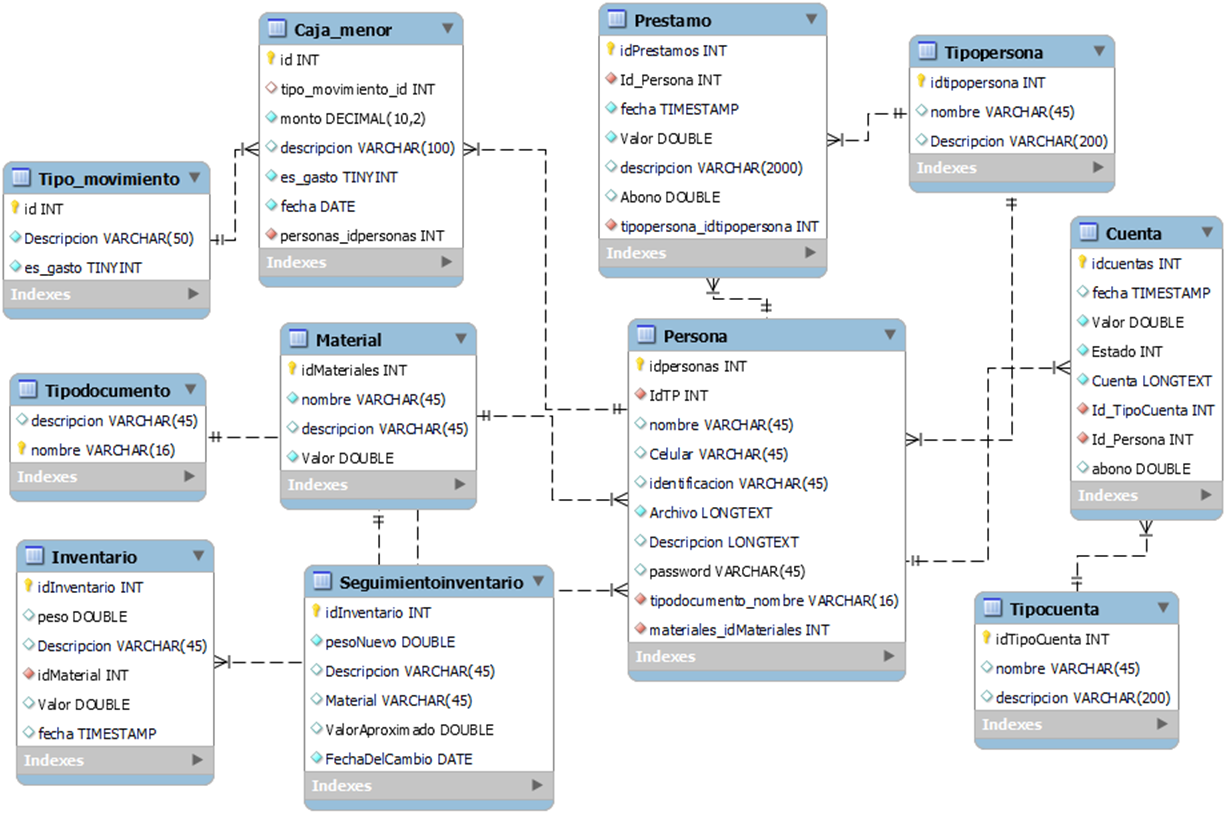 Caja_menor
id INT
tipo_movimiento_id INT
monto DECIMAL(10,2)
descripcion VARCHAR(100)
es_gasto TINYINT
fecha DATE
personas_idpersonas INT
Indexes
Prestamo
idPrestamos INT
Id_Persona INT
fecha TIMESTAMP
Valor DOUBLE
descripcion VARCHAR(2000)
Abono DOUBLE
tipopersona_idtipopersona INT
Indexes
Tipopersona
idtipopersona INT
nombre VARCHAR(45)
Descripcion VARCHAR(200)
Indexes
Tipo_movimiento
id INT
Descripcion VARCHAR(50)
es_gasto TINYINT
Indexes
Cuenta
idcuentas INT
fecha TIMESTAMP
Valor DOUBLE
Estado INT
Cuenta LONGTEXT
Id_TipoCuenta INT
Id_Persona INT
abono DOUBLE
Indexes
Material
idMateriales INT
nombre VARCHAR(45)
descripcion VARCHAR(45)
Valor DOUBLE
Indexes
Persona
idpersonas INT
IdTP INT
nombre VARCHAR(45)
Celular VARCHAR(45)
identificacion VARCHAR(45)
Archivo LONGTEXT
Descripcion LONGTEXT
password VARCHAR(45)
tipodocumento_nombre VARCHAR(16)
materiales_idMateriales INT
Indexes
Tipodocumento
descripcion VARCHAR(45)
nombre VARCHAR(16)
Indexes
Inventario
idInventario INT
peso DOUBLE
Descripcion VARCHAR(45)
idMaterial INT
Valor DOUBLE
fecha TIMESTAMP
Indexes
Seguimientoinventario
idInventario INT
pesoNuevo DOUBLE
Descripcion VARCHAR(45)
Material VARCHAR(45)
ValorAproximado DOUBLE
FechaDelCambio DATE
Indexes
Tipocuenta
idTipoCuenta INT
nombre VARCHAR(45)
descripcion VARCHAR(200)
Indexes